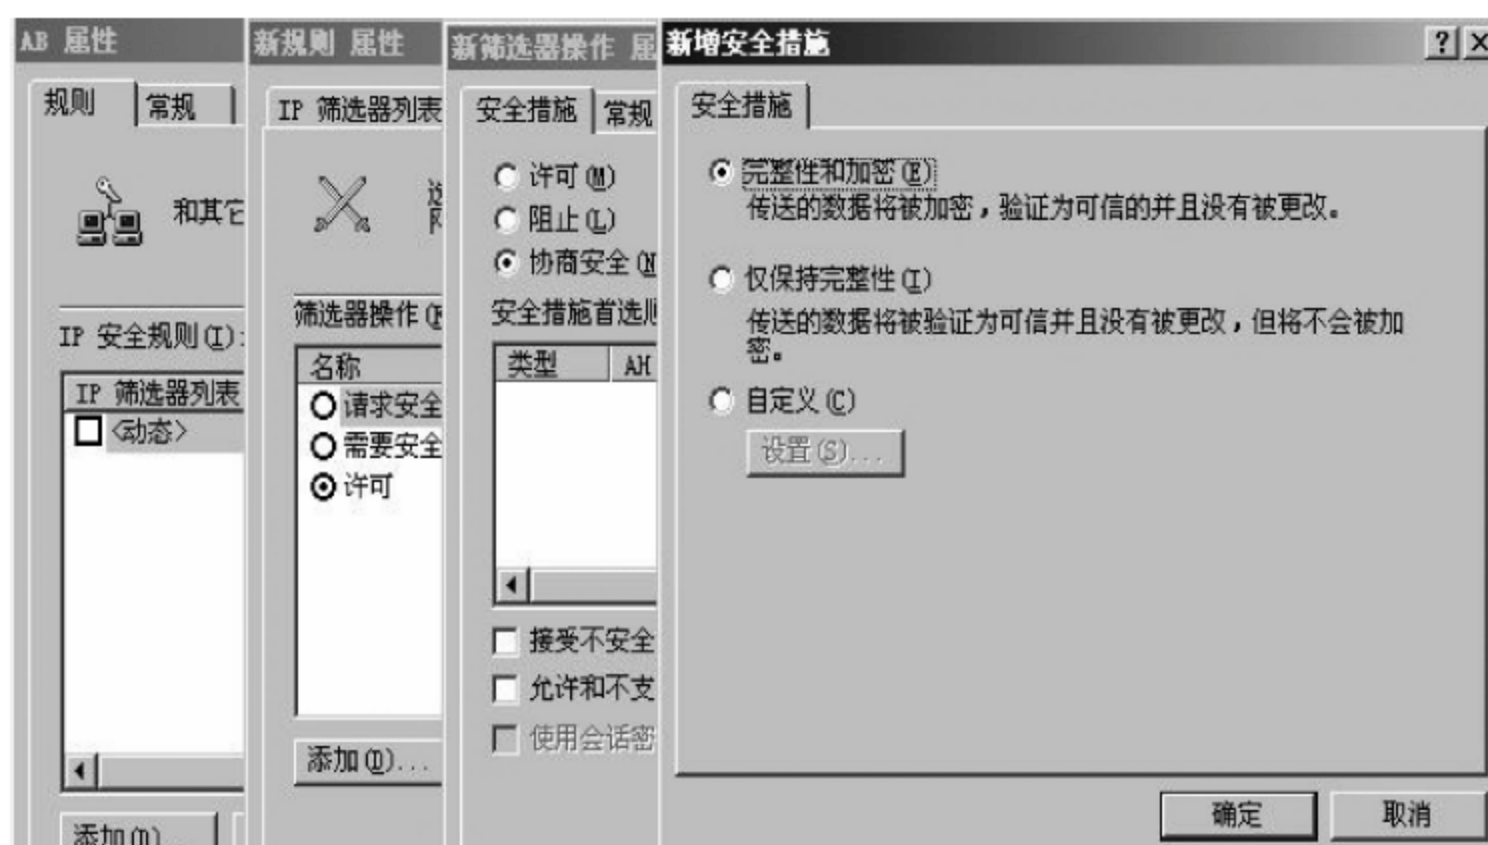 AB 属性
规则
常规
和其它
IP 安全规则(I):
IP 筛选器列表
<动态>
添加(D)...
新规则 属性
IP 筛选器列表
筛选器操作
名称
请求安全
需要安全
许可
添加(D)...
新筛选器操作 属
安全措施
常规
许可(M)
阻止(L)
协商安全(N
安全措施首选顺
类型
AH
接受不安全
允许和不支
使用会话密
新增安全措施
安全措施
完整性和加密(E)
传送的数据将被加密，验证为可信的并且没有被更改。
仅保持完整性(I)
传送的数据将被验证为可信并且没有被更改，但将不会被加
密。
自定义(C)
设置(S)...
确定
取消